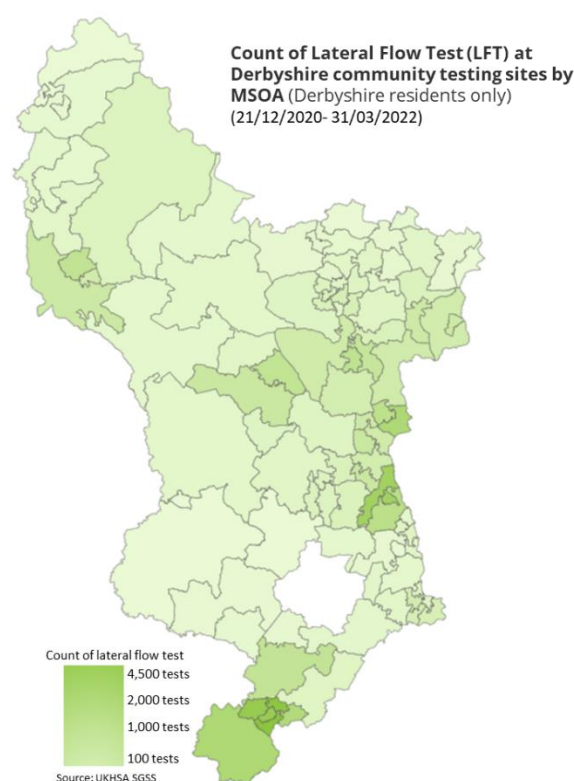 Count of Lateral Flow Test (LFT) at
Derbyshire community testing sites by
MSOA (Derbyshire residents only)
(21/12/2020- 31/03/2022)
Count of lateral flow test
4,500 tests
2,000 tests
1,000 tests
100 tests
Source: UKHSA SGSS